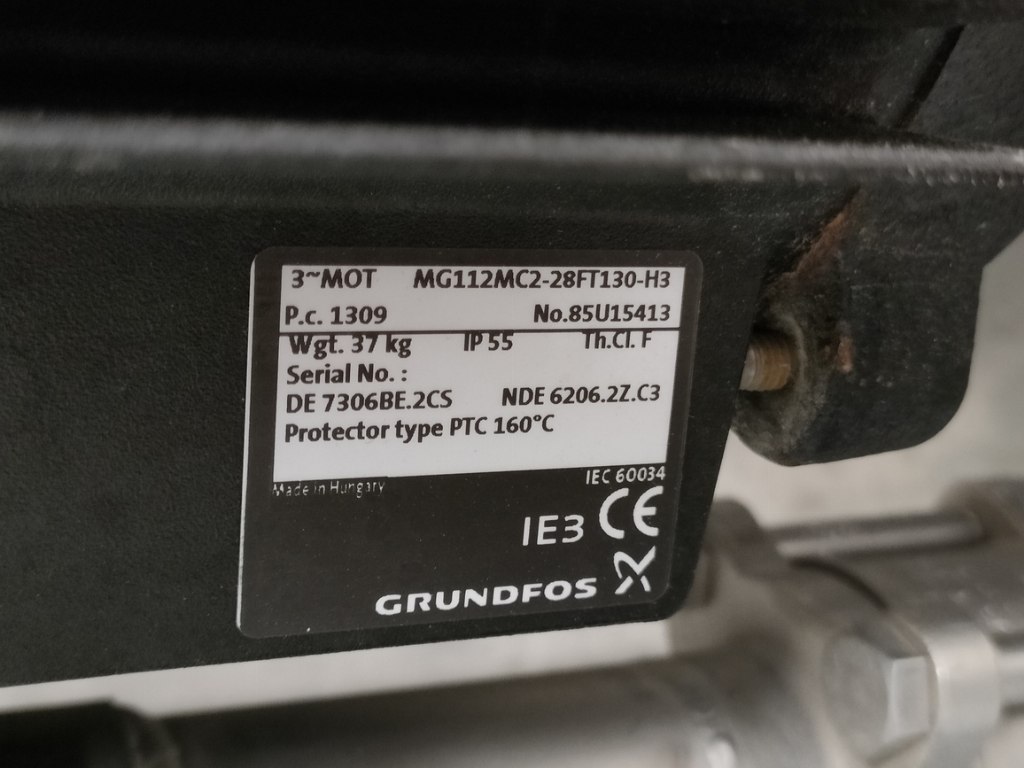 3~MOT MG112MC2-28FT130-H3
P.c. 1309 No.85U15413
Wgt. 37 kg IP 55 Th.Cl. F
Serial No. :
DE 7306BE.2CS NDE 6206.2Z.C3
Protector type PTC 160°C
Made in Hungary IEC 60034
IE3 CE
GRUNDFOS